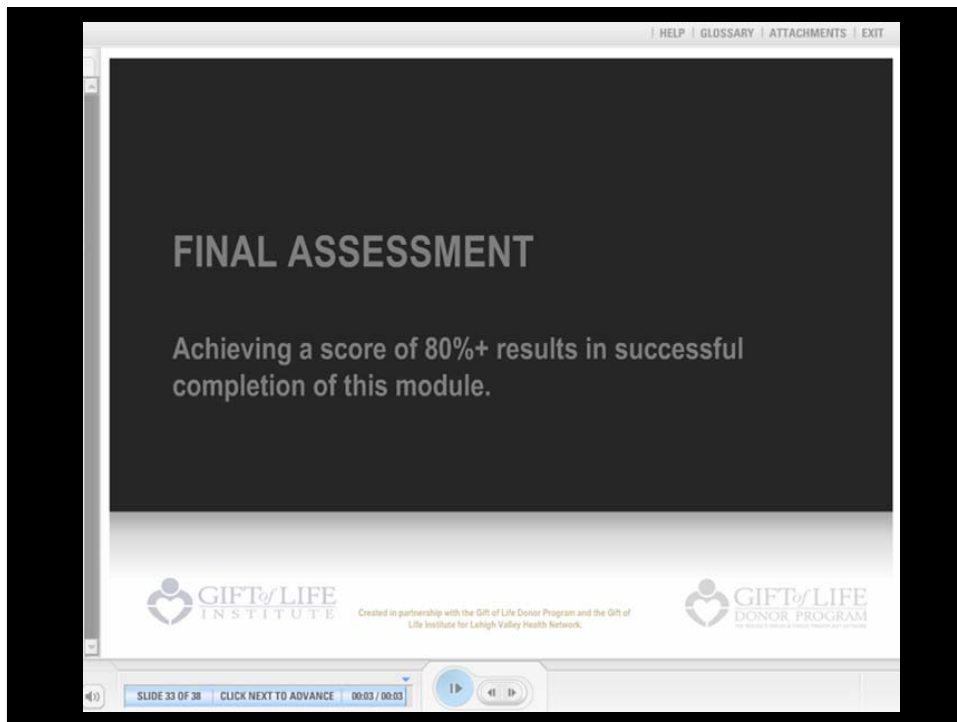 | HELP | GLOSSARY | ATTACHMENTS | EXIT
FINAL ASSESSMENT
Achieving a score of 80%+ results in successful
completion of this module.
GIFT of LIFE
INSTITUTE
Created in partnership with the Gift of Life Donor Program and the Gift of
Life Institute for Lehigh Valley Health Network.
GIFT of LIFE
DONOR PROGRAM
SLIDE 33 OF 38 CLICK NEXT TO ADVANCE 00:03 / 00:03